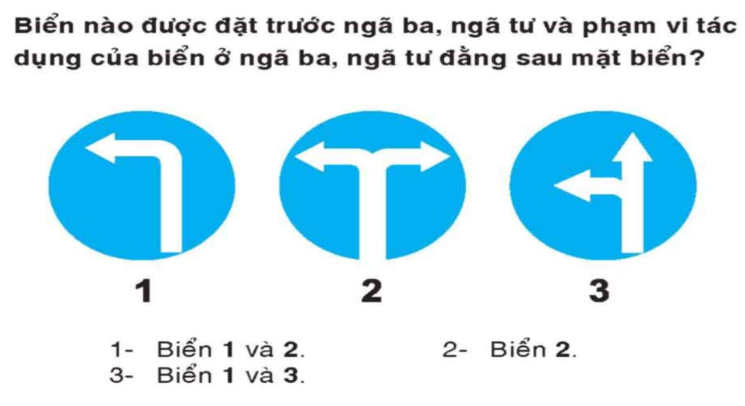 Biển nào được đặt trước ngã ba, ngã tư và phạm vi tác
dụng của biển ở ngã ba, ngã tư đằng sau mặt biển?
1 2 3
1- Biển 1 và 2. 2- Biển 2.
3- Biển 1 và 3.